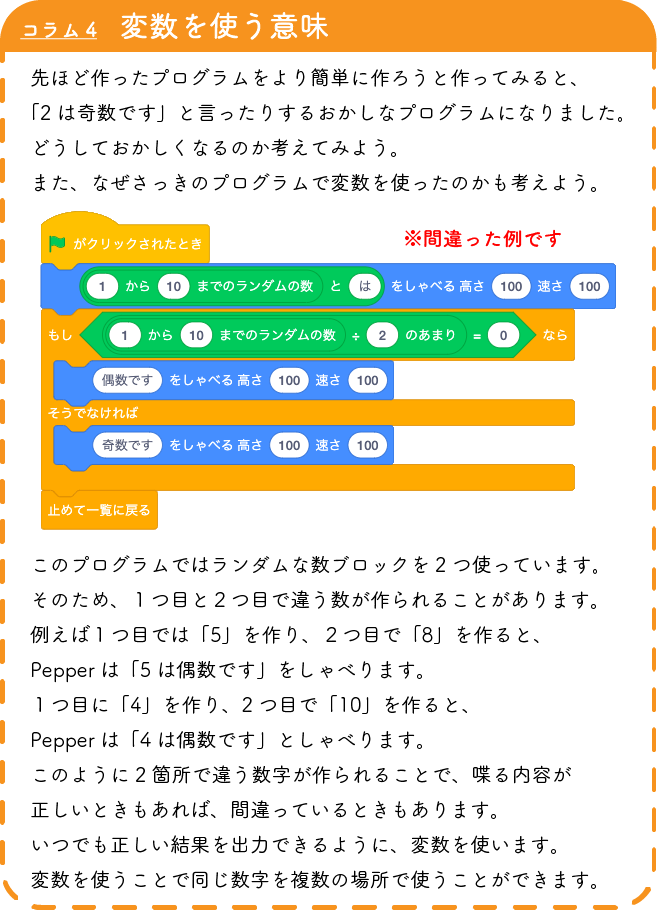 コラム4 変数を使う意味
先ほど作ったプログラムをより簡単に作ろうと作ってみると、
「2は奇数です」と言ったりするおかしなプログラムになりました。
どうしておかしくなるのか考えてみよう。
また、なぜさっきのプログラムで変数を使ったのかも考えよう。
がクリックされたとき
※間違った例です
1 から 10 までのランダムの数 と は をしゃべる 高さ 100 速さ 100
もし 1 から 10 までのランダムの数 ÷ 2 のあまり = 0 なら
偶数です をしゃべる 高さ 100 速さ 100
そうでなければ
奇数です をしゃべる 高さ 100 速さ 100
止めて一覧に戻る
このプログラムではランダムな数ブロックを2つ使っています。
そのため、1つ目と2つ目で違う数が作られることがあります。
例えば1つ目では「5」を作り、2つ目で「8」を作ると、
Pepperは「5は偶数です」をしゃべります。
1つ目に「4」を作り、2つ目で「10」を作ると、
Pepperは「4は偶数です」としゃべります。
このように2箇所で違う数字が作られることで、喋る内容が
正しいときもあれば、間違っているときもあります。
いつでも正しい結果を出力できるように、変数を使います。
変数を使うことで同じ数字を複数の場所で使うことができます。